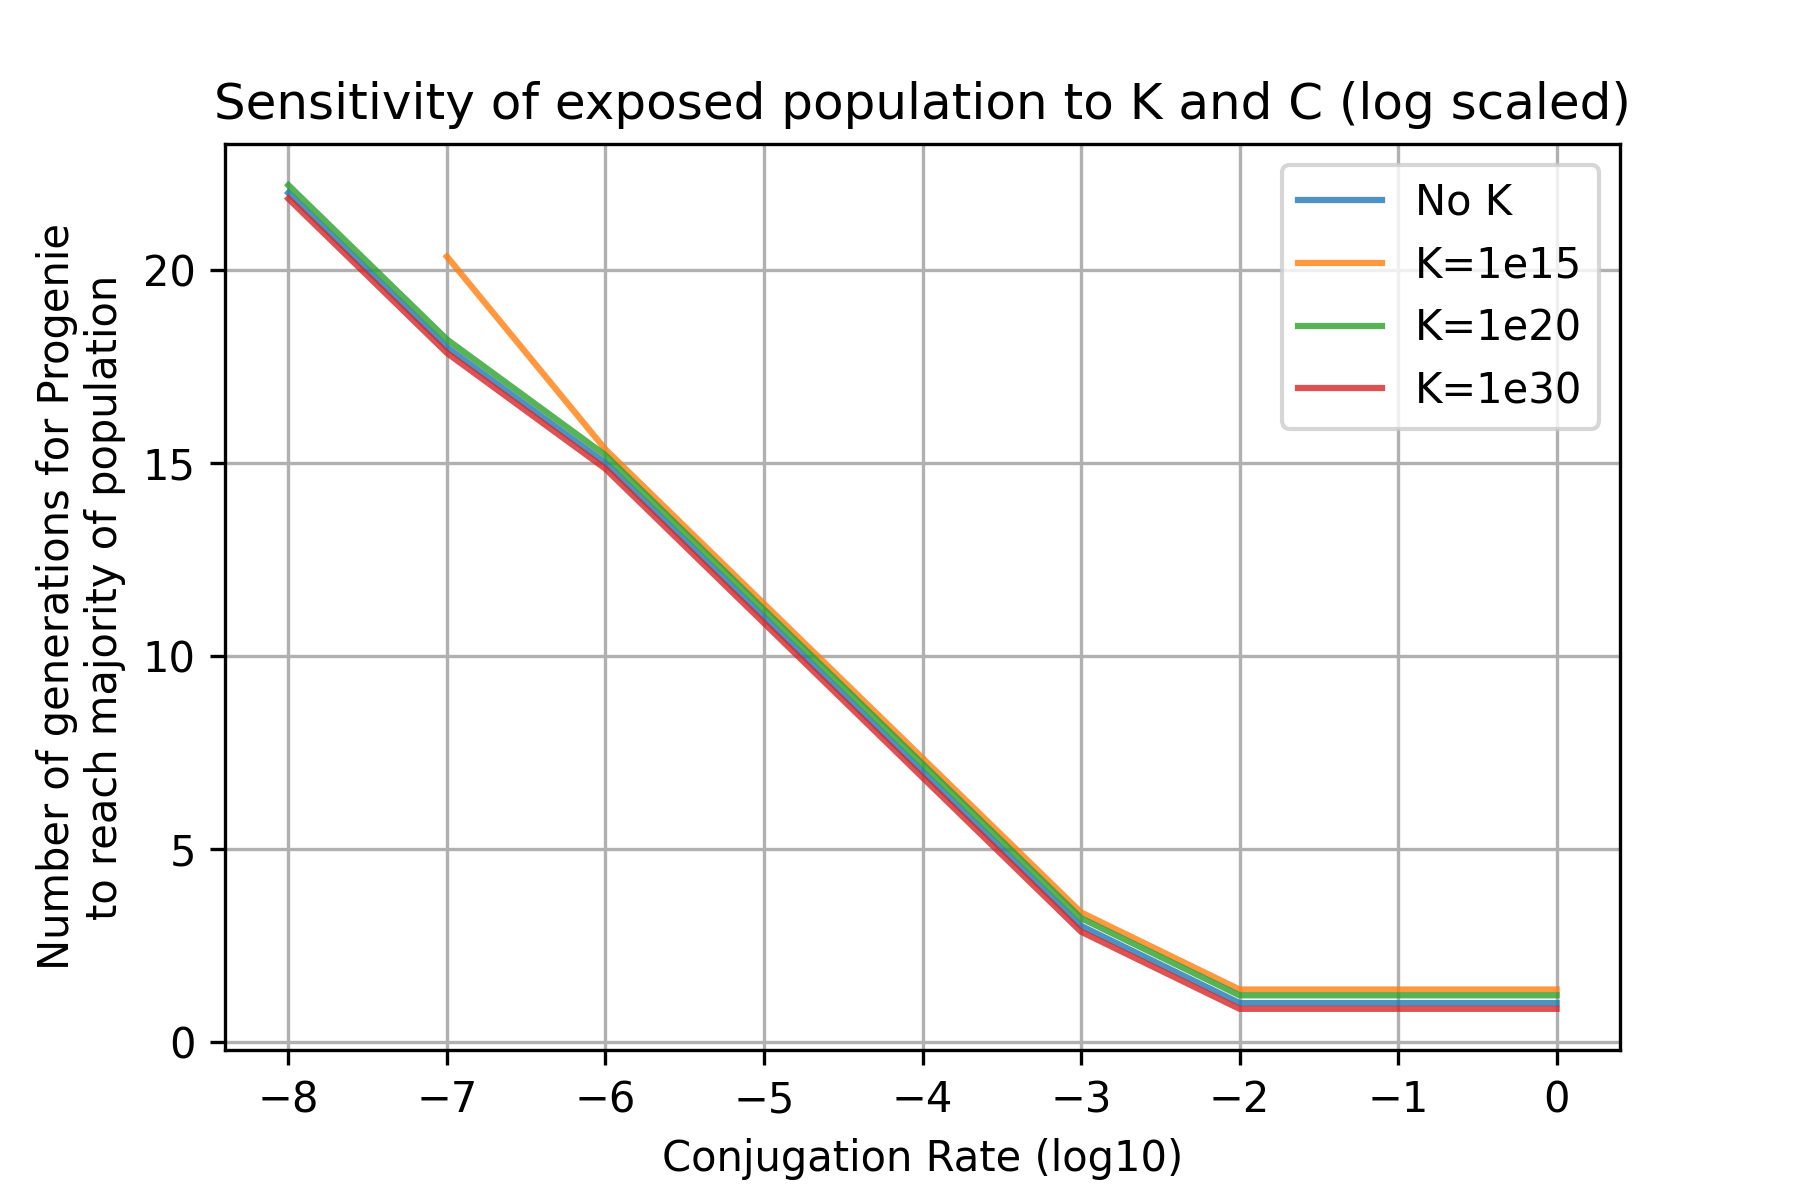 Sensitivity of exposed population to K and C (log scaled)
Number of generations for Progenie
to reach majority of population
20
15
10
5
0
No K
K=1e15
K=1e20
K=1e30
−8 −7 −6 −5 −4 −3 −2 −1 0
Conjugation Rate (log10)